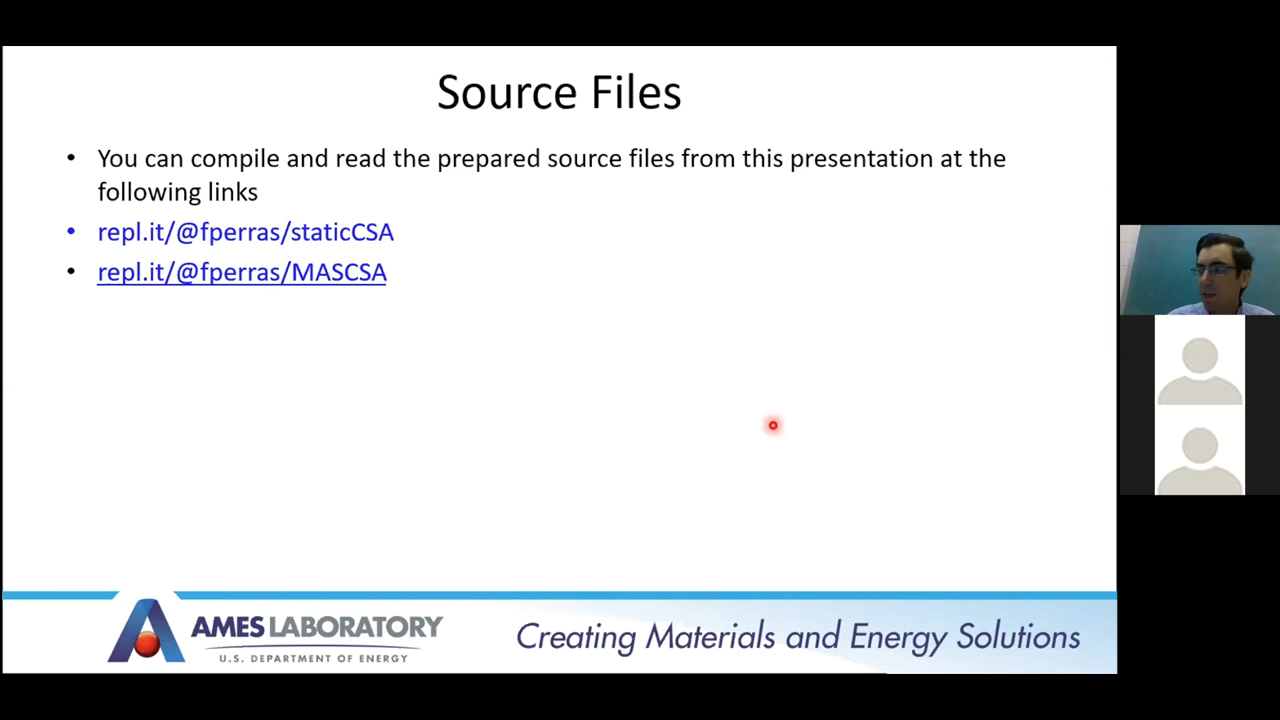 Source Files
• You can compile and read the prepared source files from this presentation at the
following links
• repl.it/@fperras/staticCSA
• repl.it/@fperras/MASCSA
AMES LABORATORY
U.S. DEPARTMENT OF ENERGY
Creating Materials and Energy Solutions